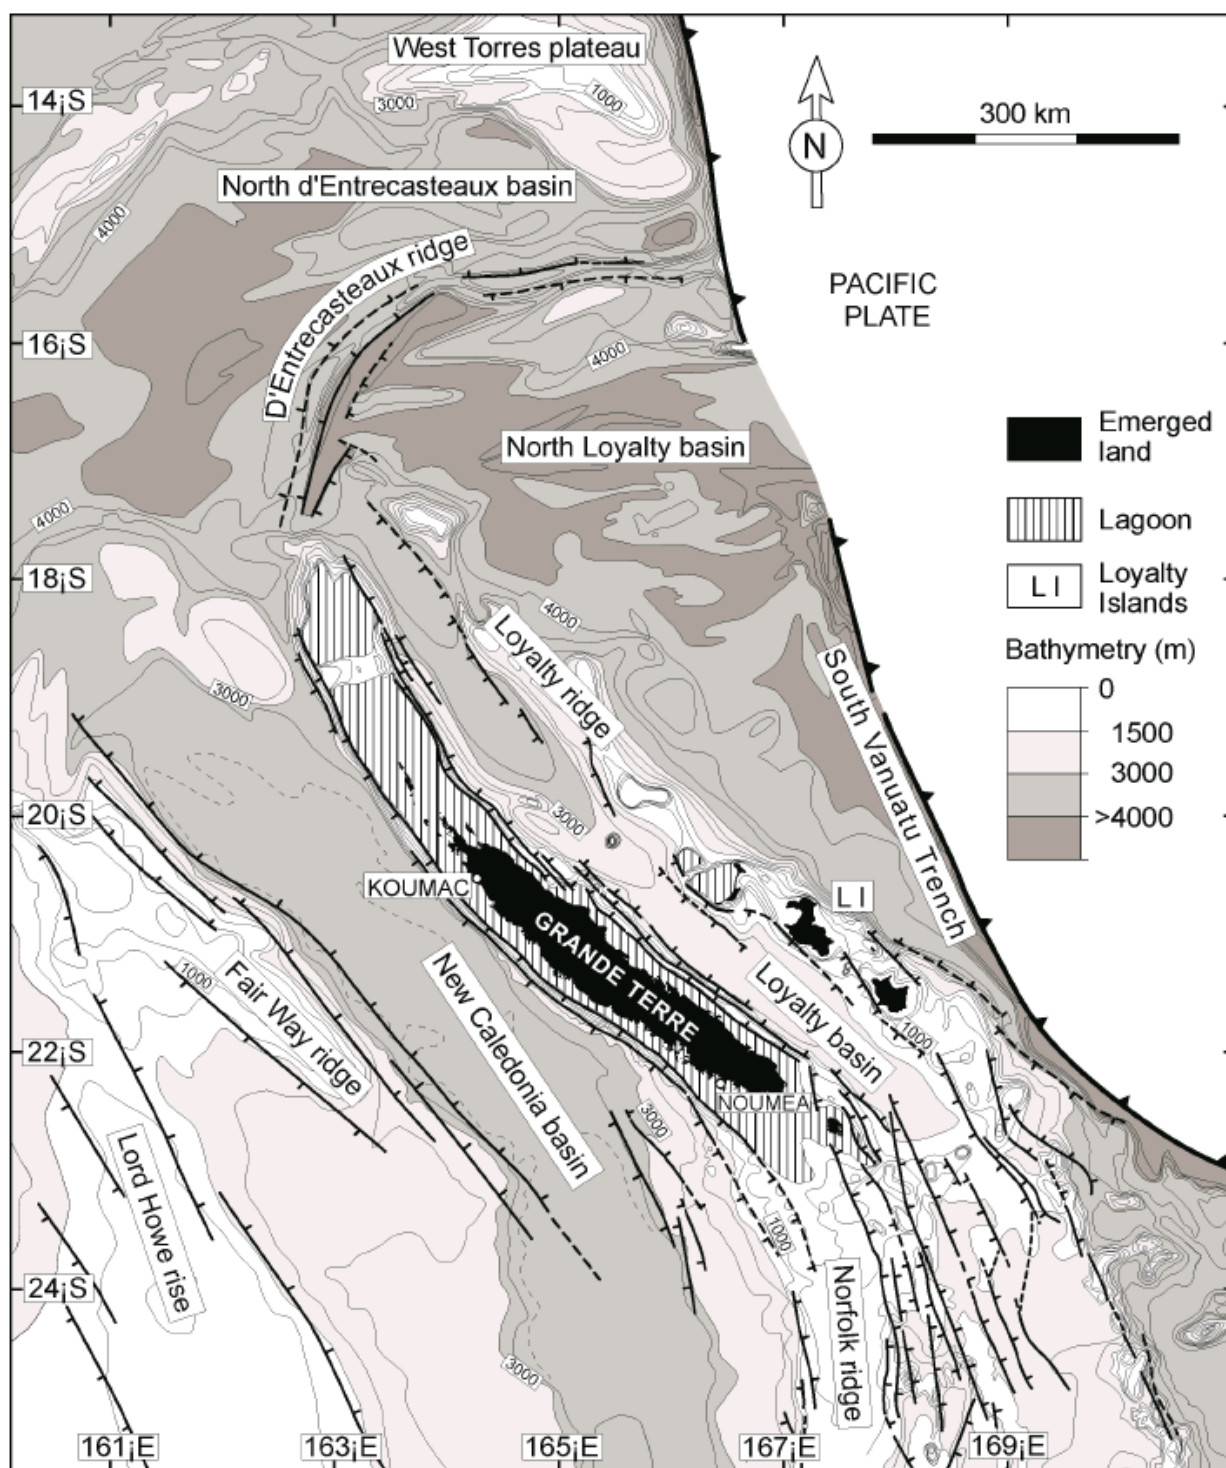 West Torres plateau
1000
3000
14¡S
N
300 km
North d'Entrecasteaux basin
4000
D'Entrecasteaux ridge
PACIFIC
PLATE
16¡S
4000
North Loyalty basin
Emerged
land
Lagoon
L I
Loyalty
Islands
4000
18¡S
4000
Loyalty ridge
3000
South Vanuatu Trench
Bathymetry (m)
0
1500
3000
>4000
20¡S
3000
KOUMAC
L I
GRANDE TERRE
Fair Way ridge
1000
New Caledonia basin
Loyalty basin
1000
22¡S
NOUMEA
3000
Lord Howe rise
1000
24¡S
Norfolk ridge
3000
161¡E
163¡E
165¡E
167¡E
169¡E